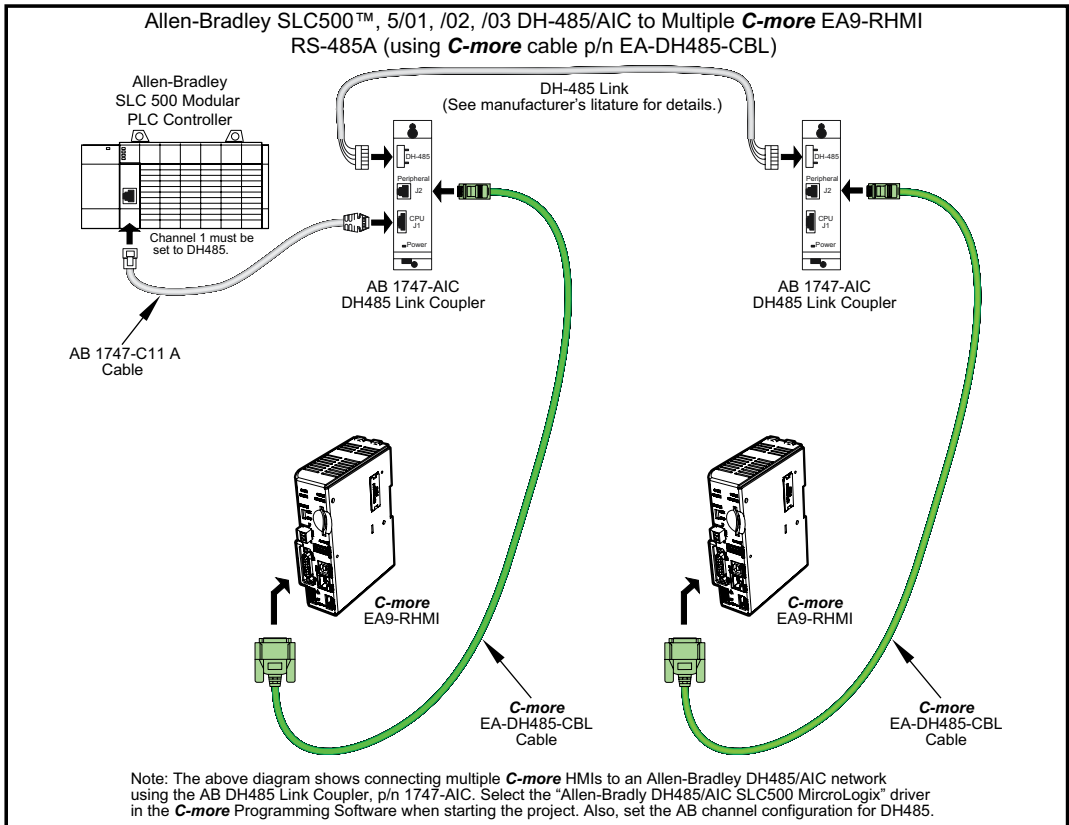 Allen-Bradley SLC500™, 5/01, /02, /03 DH-485/AIC to Multiple C-more EA9-RHMI
RS-485A (using C-more cable p/n EA-DH485-CBL)
Allen-Bradley
SLC 500 Modular
PLC Controller
DH-485 Link
(See manufacturer's litature for details.)
DH-485
Peripheral
J2
CPU
J1
Power
DH-485
Peripheral
J2
CPU
J1
Power
Channel 1 must be
set to DH485.
AB 1747-AIC
DH485 Link Coupler
AB 1747-AIC
DH485 Link Coupler
AB 1747-C11 A
Cable
C-more
EA9-RHMI
C-more
EA9-RHMI
C-more
EA-DH485-CBL
Cable
C-more
EA-DH485-CBL
Cable
Note: The above diagram shows connecting multiple C-more HMIs to an Allen-Bradley DH485/AIC network
using the AB DH485 Link Coupler, p/n 1747-AIC. Select the “Allen-Bradly DH485/AIC SLC500 MircroLogix” driver
in the C-more Programming Software when starting the project. Also, set the AB channel configuration for DH485.